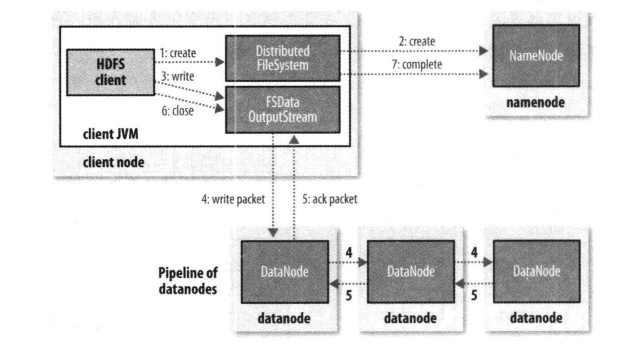 1: create
2: create
HDFS
client
Distributed
FileSystem
NameNode
3: write
7: complete
6: close
FSData
OutputStream
namenode
client JVM
client node
4: write packet
5: ack packet
Pipeline of
datanodes
DataNode
4
5
DataNode
4
5
DataNode
datanode
datanode
datanode